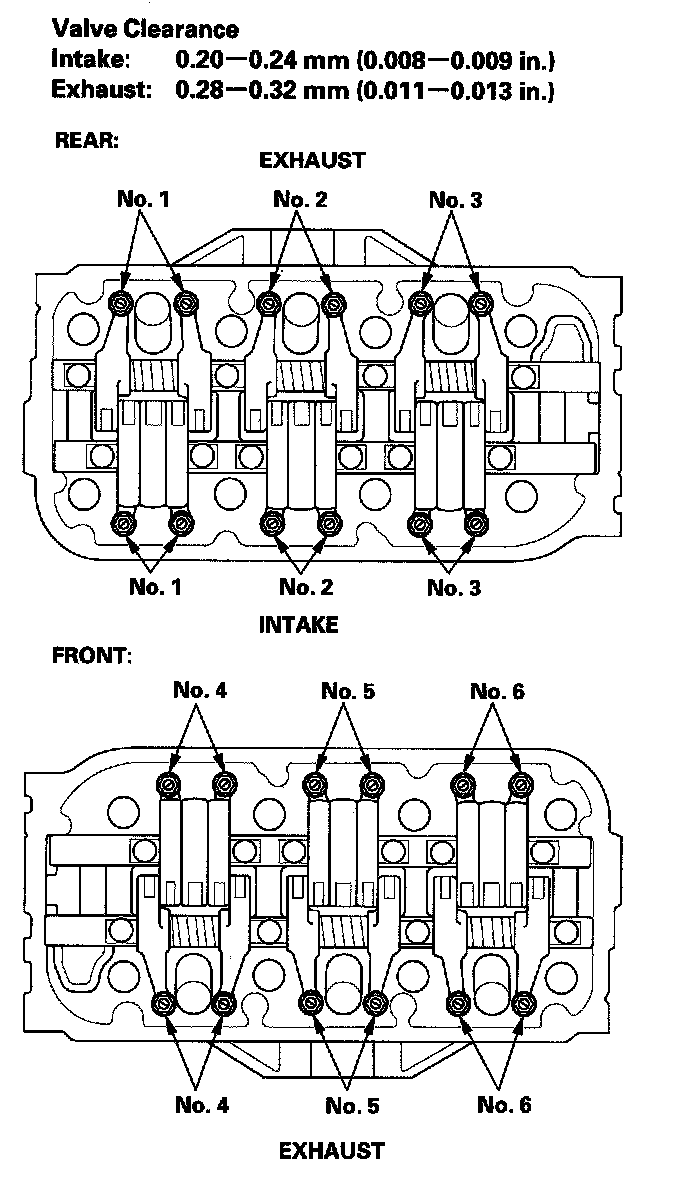 Valve Clearance
Intake: 0.20—0.24 mm (0.008—0.009 in.)
Exhaust: 0.28—0.32 mm (0.011—0.013 in.)
REAR:
EXHAUST
No. 1 No. 2 No. 3
No. 1 No. 2 No. 3
INTAKE
FRONT:
No. 4 No. 5 No. 6
No. 4 No. 5 No. 6
EXHAUST